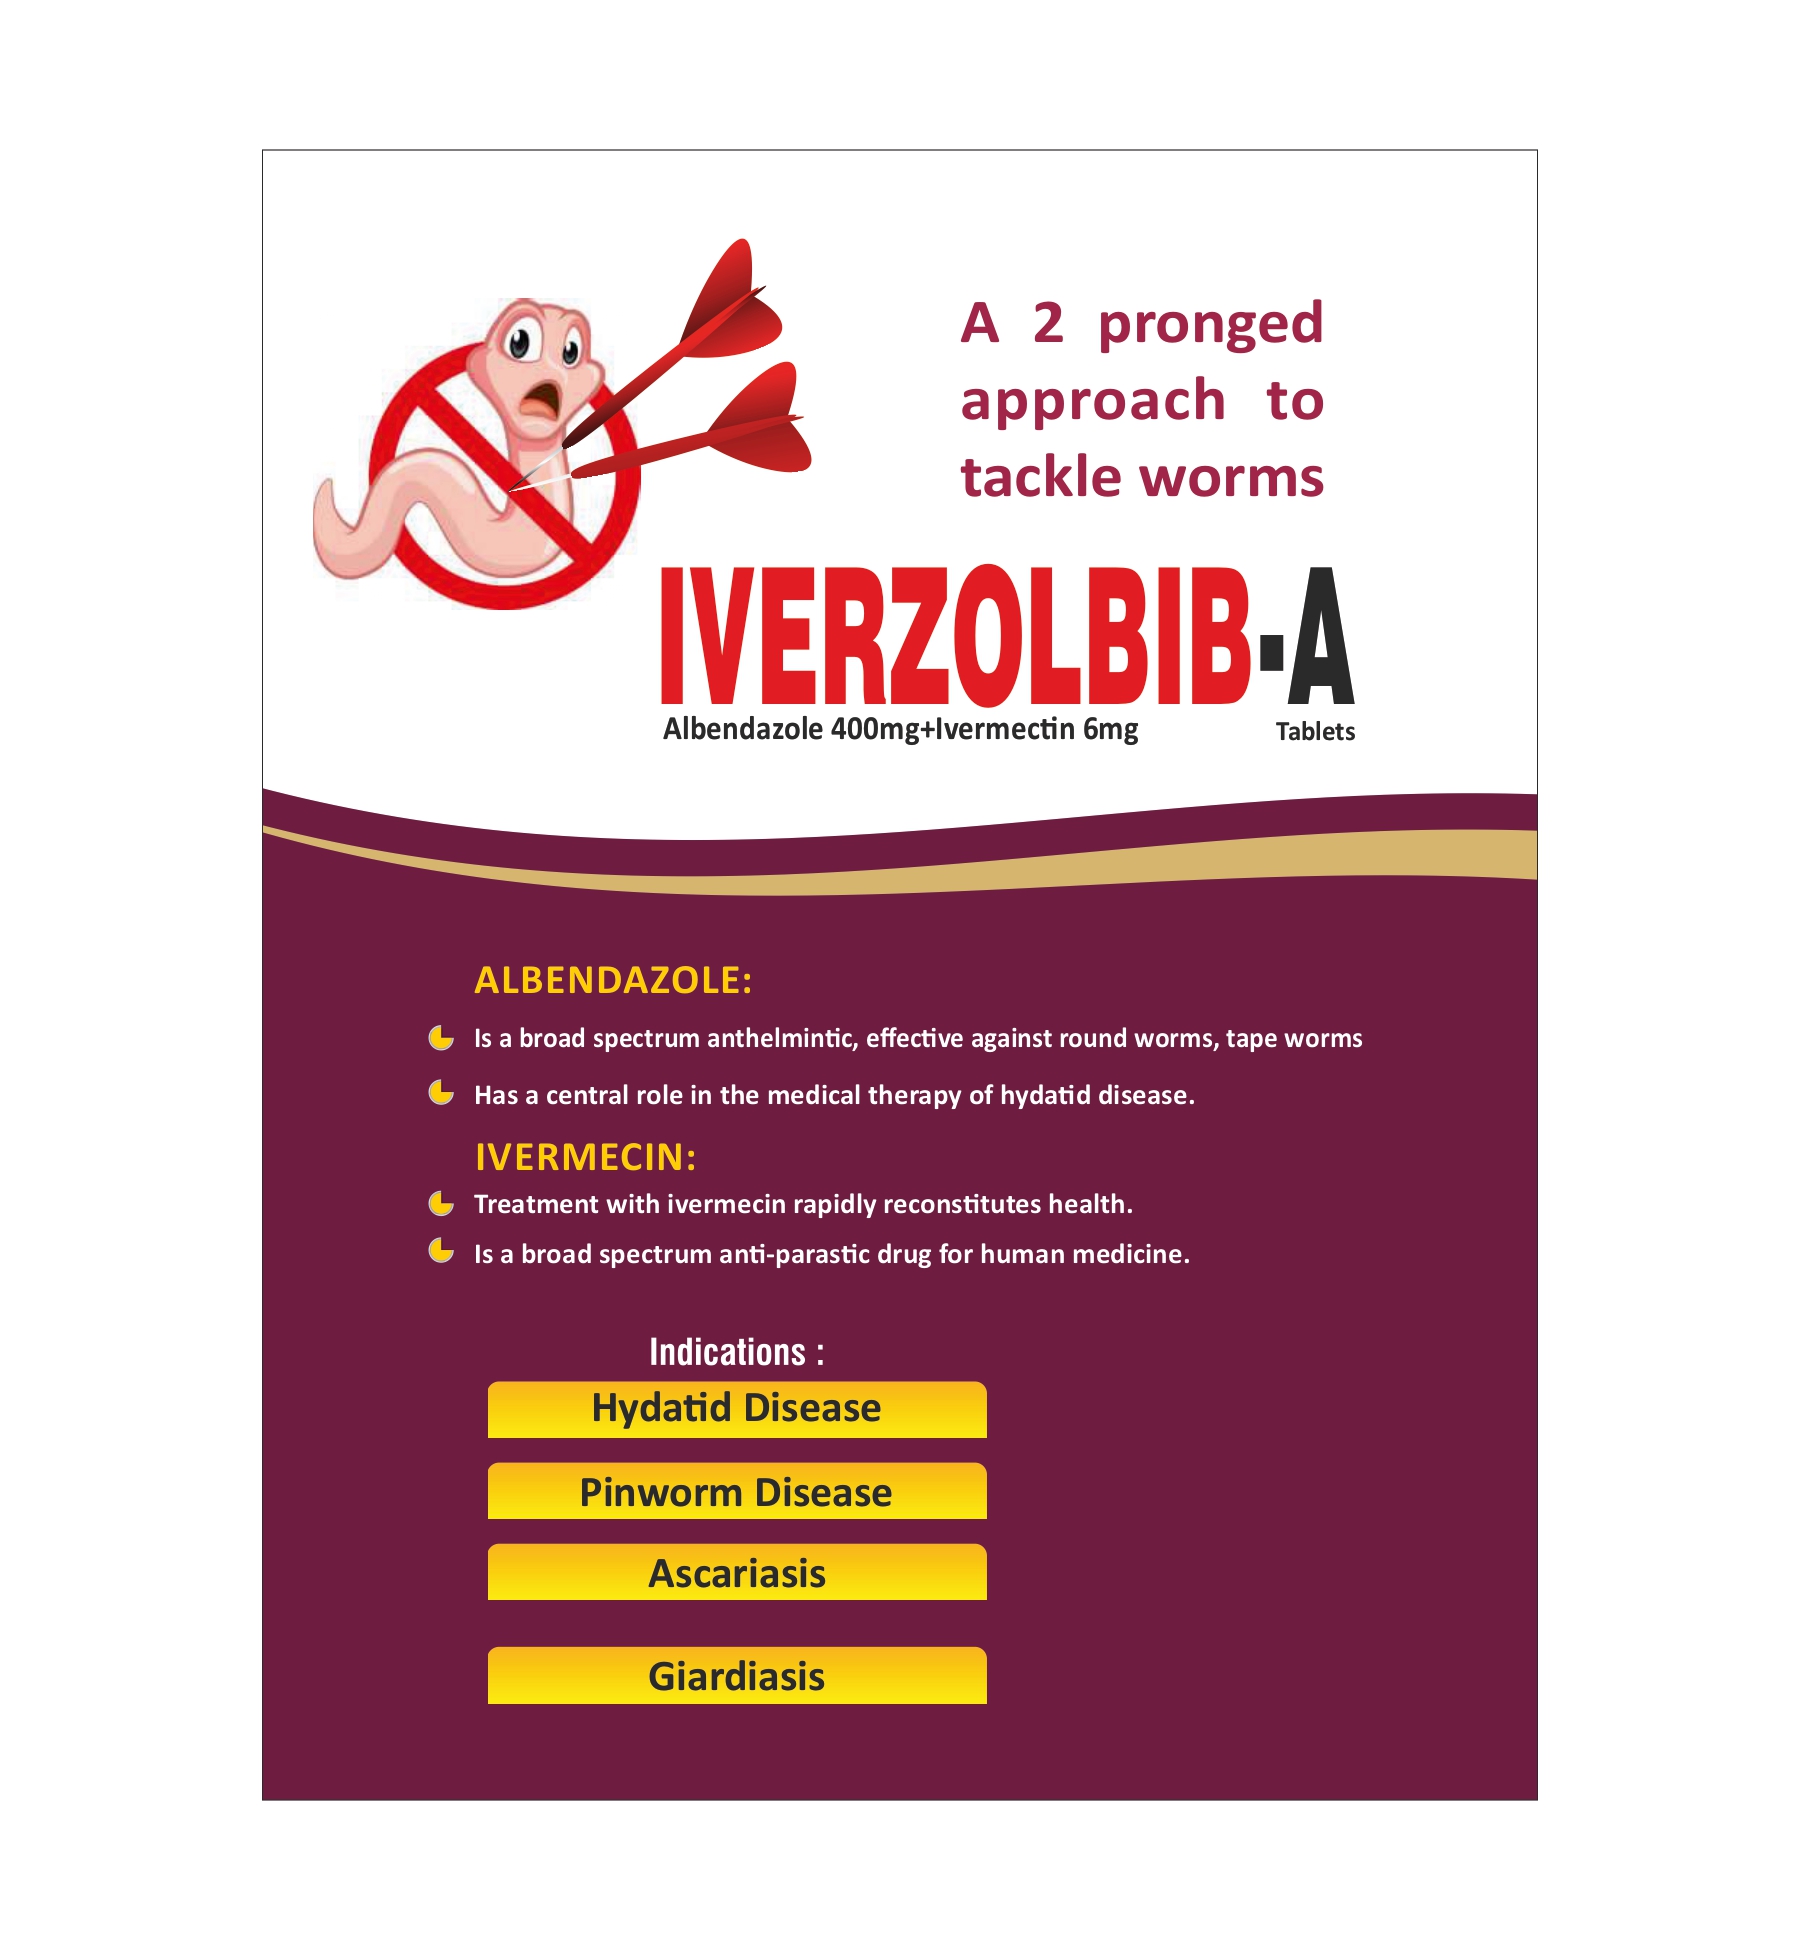 A 2 pronged
approach to
tackle worms
IVERZOLBIB-A
Albendazole 400mg+Ivermectin 6mg
Tablets
ALBENDAZOLE:
Is a broad spectrum anthelmintic, effective against round worms, tape worms
Has a central role in the medical therapy of hydatid disease.
IVERMECIN:
Treatment with ivermecin rapidly reconstitutes health.
Is a broad spectrum anti-parastic drug for human medicine.
Indications :
Hydatid Disease
Pinworm Disease
Ascariasis
Giardiasis